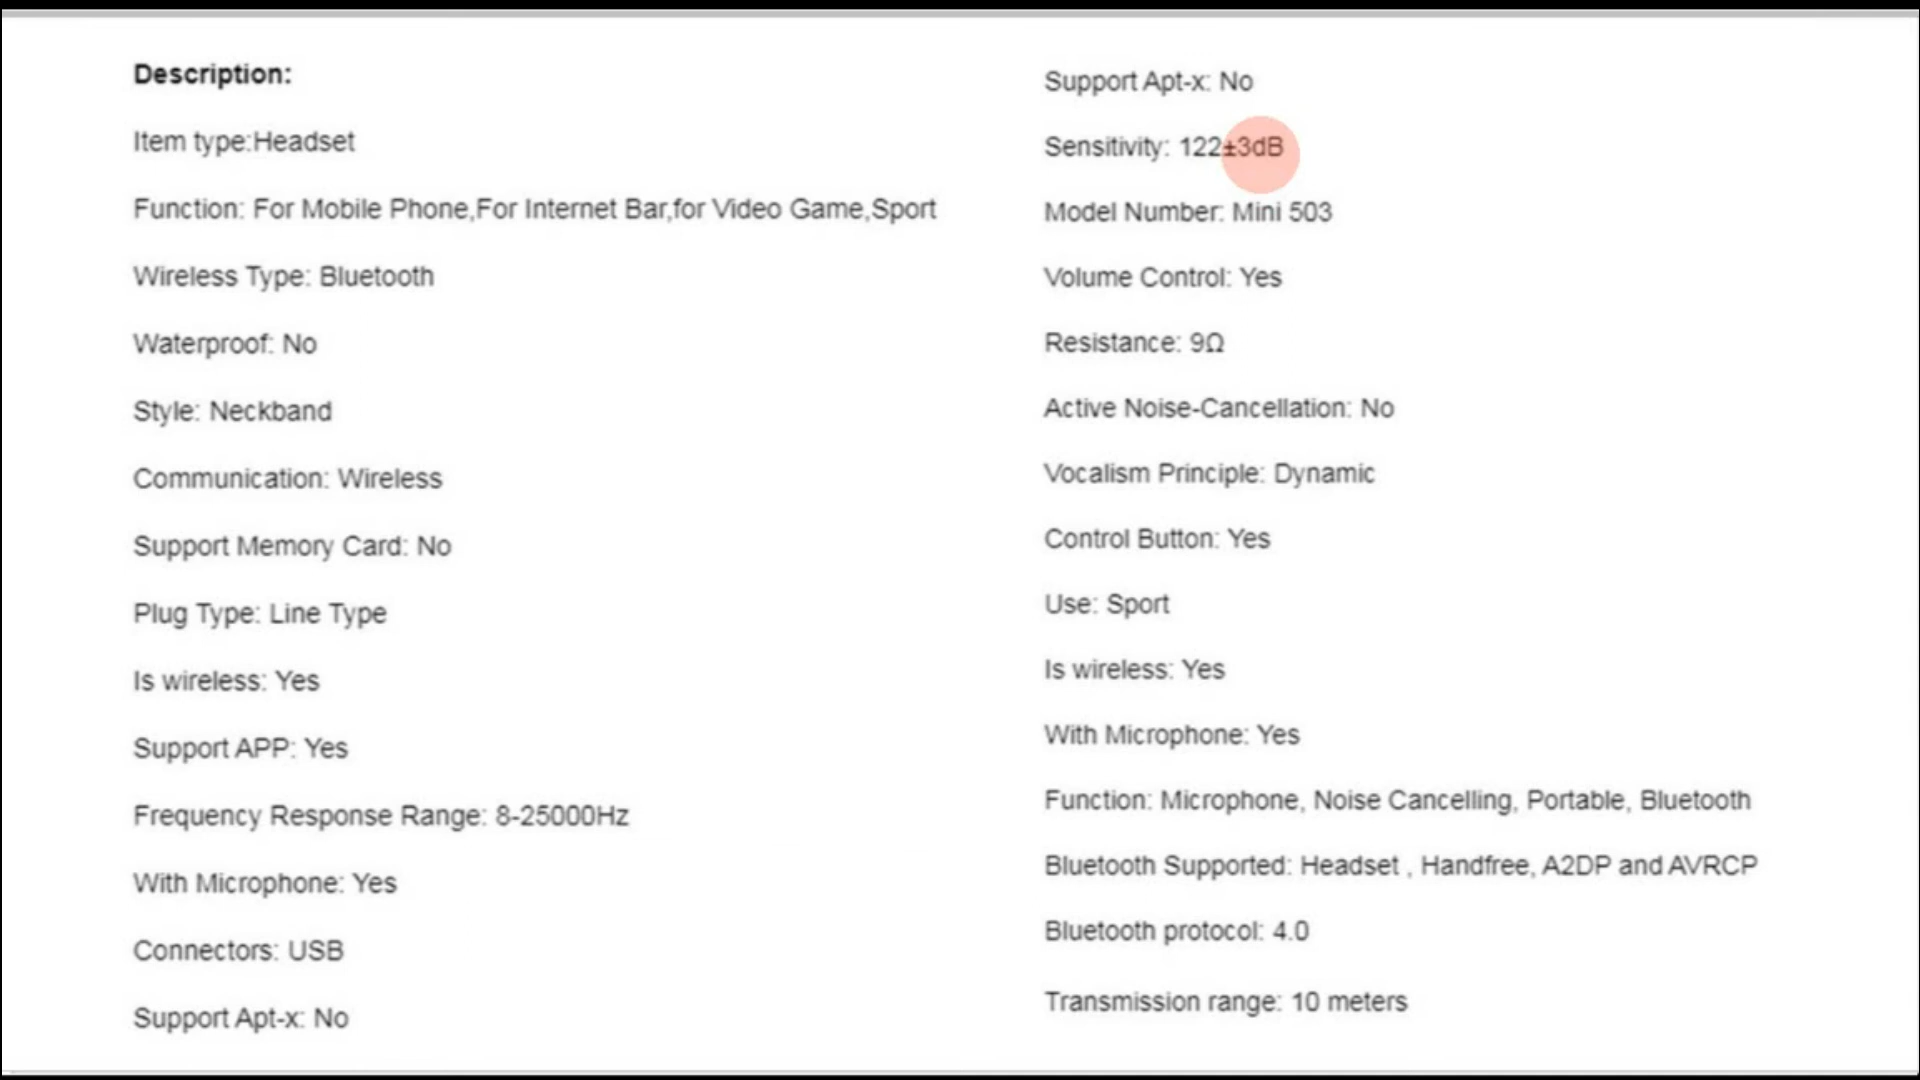 Description:
Item type:Headset
Function: For Mobile Phone,For Internet Bar,for Video Game,Sport
Wireless Type: Bluetooth
Waterproof: No
Style: Neckband
Communication: Wireless
Support Memory Card: No
Plug Type: Line Type
Is wireless: Yes
Support APP: Yes
Frequency Response Range: 8-25000Hz
With Microphone: Yes
Connectors: USB
Support Apt-x: No
Support Apt-x: No
Sensitivity: 122±3dB
Model Number: Mini 503
Volume Control: Yes
Resistance: 9Ω
Active Noise-Cancellation: No
Vocalism Principle: Dynamic
Control Button: Yes
Use: Sport
Is wireless: Yes
With Microphone: Yes
Function: Microphone, Noise Cancelling, Portable, Bluetooth
Bluetooth Supported: Headset , Handfree, A2DP and AVRCP
Bluetooth protocol: 4.0
Transmission range: 10 meters